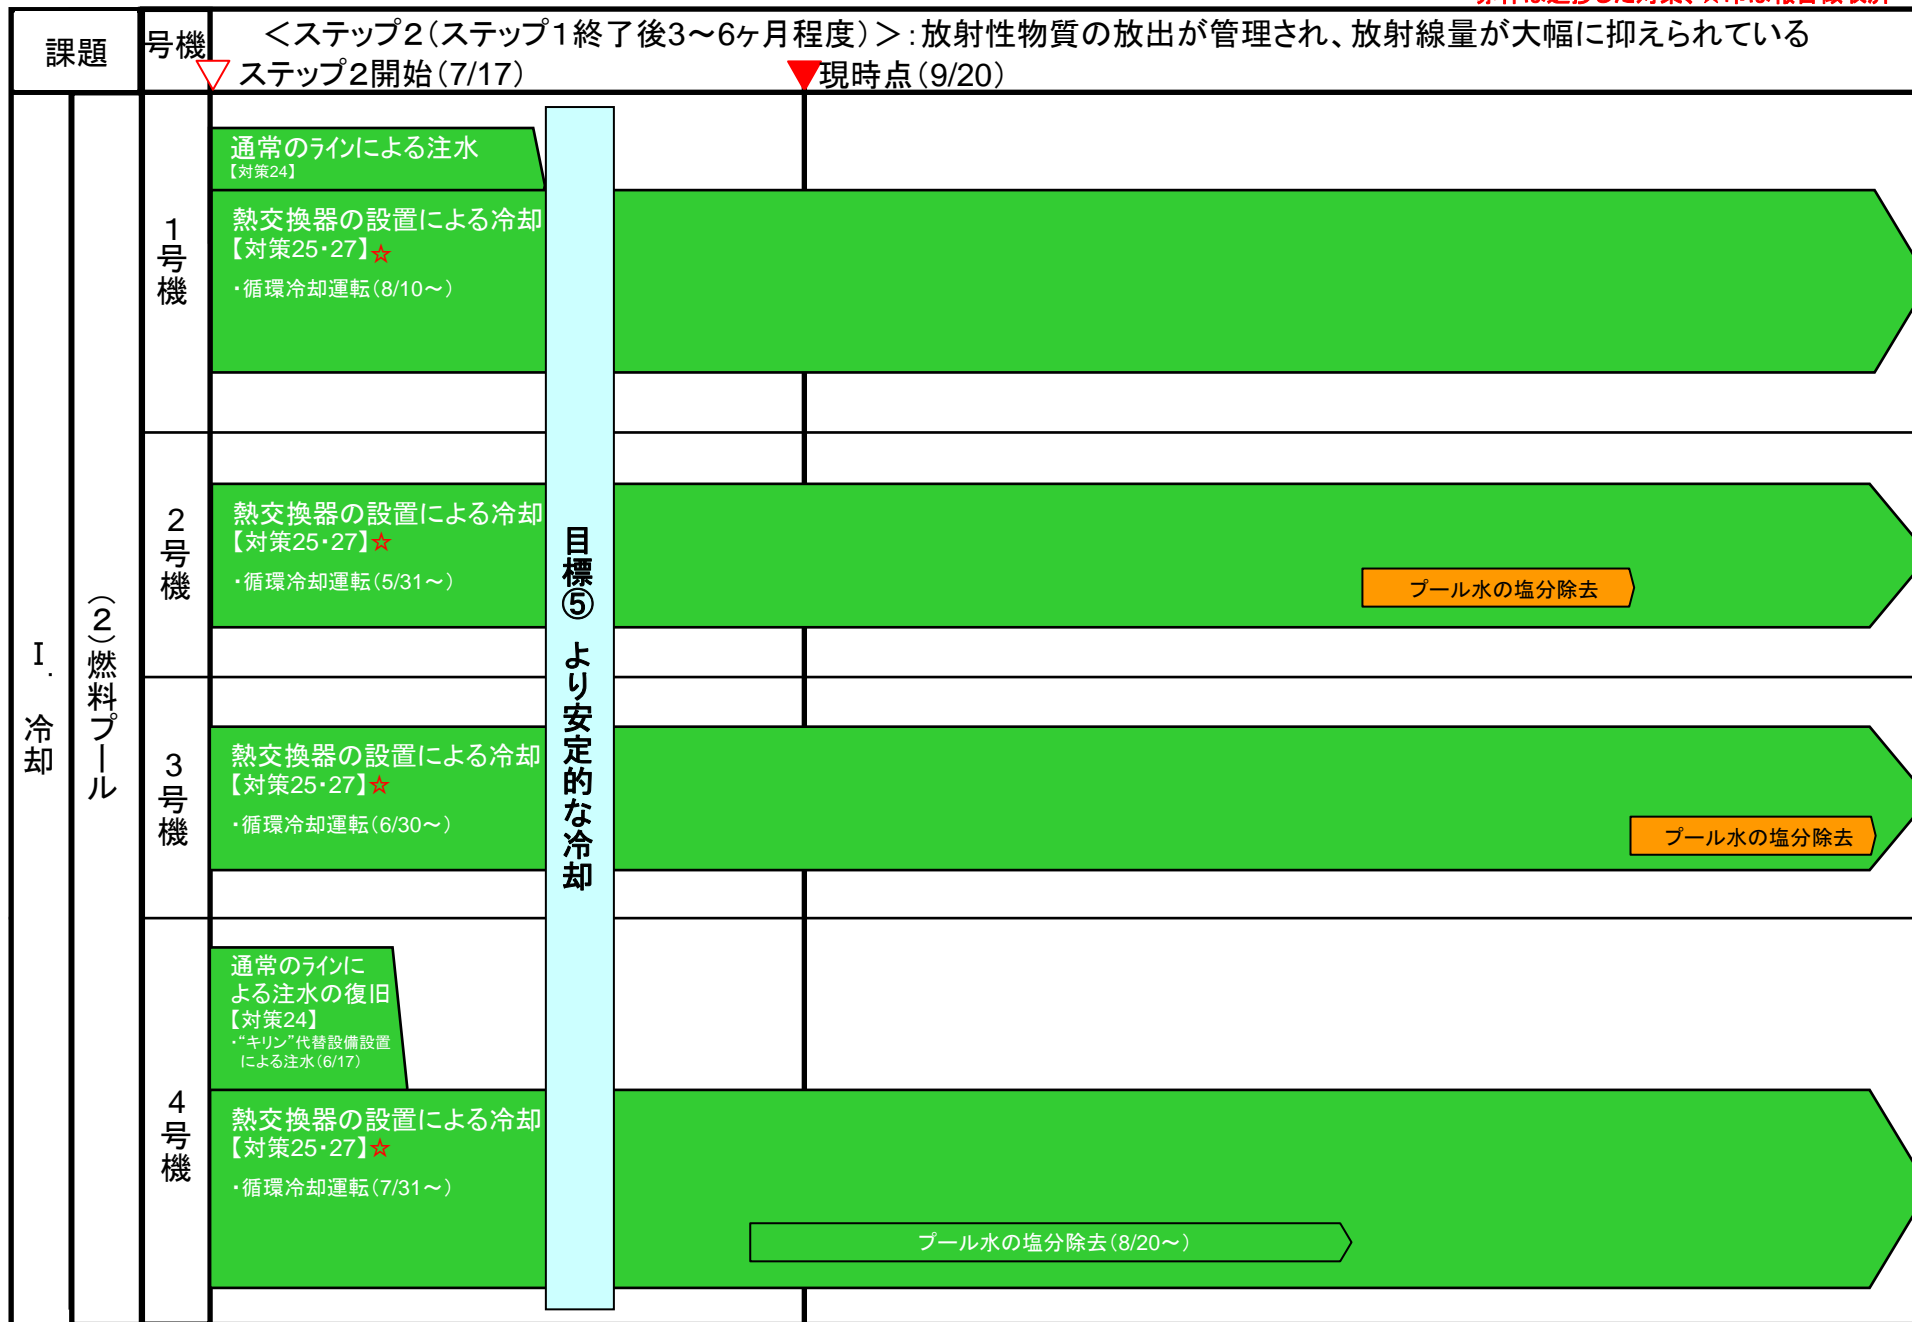 課題
号機
＜ステップ２（ステップ１終了後3～6ヶ月程度）＞：放射性物質の放出が管理され、放射線量が大幅に抑えられている
ステップ２開始（7/17）
現時点（9/20）
Ⅰ．冷却
（２）燃料プール
１号機
通常のﾗｲﾝによる注水
【対策24】
熱交換器の設置による冷却
【対策25・27】☆
・循環冷却運転（8/10～）
目標⑤　より安定的な冷却
２号機
熱交換器の設置による冷却
【対策25・27】☆
・循環冷却運転（5/31～）
プール水の塩分除去
３号機
熱交換器の設置による冷却
【対策25・27】☆
・循環冷却運転（6/30～）
プール水の塩分除去
４号機
通常のﾗｲﾝに
よる注水の復旧
【対策24】
・“キリン”代替設備設置
による注水（6/17）
熱交換器の設置による冷却
【対策25・27】☆
・循環冷却運転（7/31～）
プール水の塩分除去（8/20～）